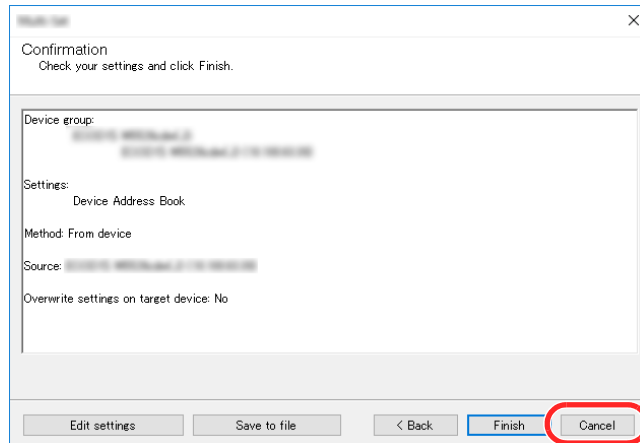 Confirmation
Check your settings and click Finish.
Device group:
Settings:
Device Address Book
Method: From device
Source:
Overwrite settings on target device: No
Edit settings
Save to file
< Back
Finish
Cancel